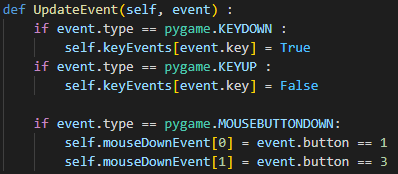 def UpdateEvent(self, event) :
    if event.type == pygame.KEYDOWN :
        self.keyEvents[event.key] = True
    if event.type == pygame.KEYUP :
        self.keyEvents[event.key] = False

    if event.type == pygame.MOUSEBUTTONDOWN:
        self.mouseDownEvent[0] = event.button == 1
        self.mouseDownEvent[1] = event.button == 3